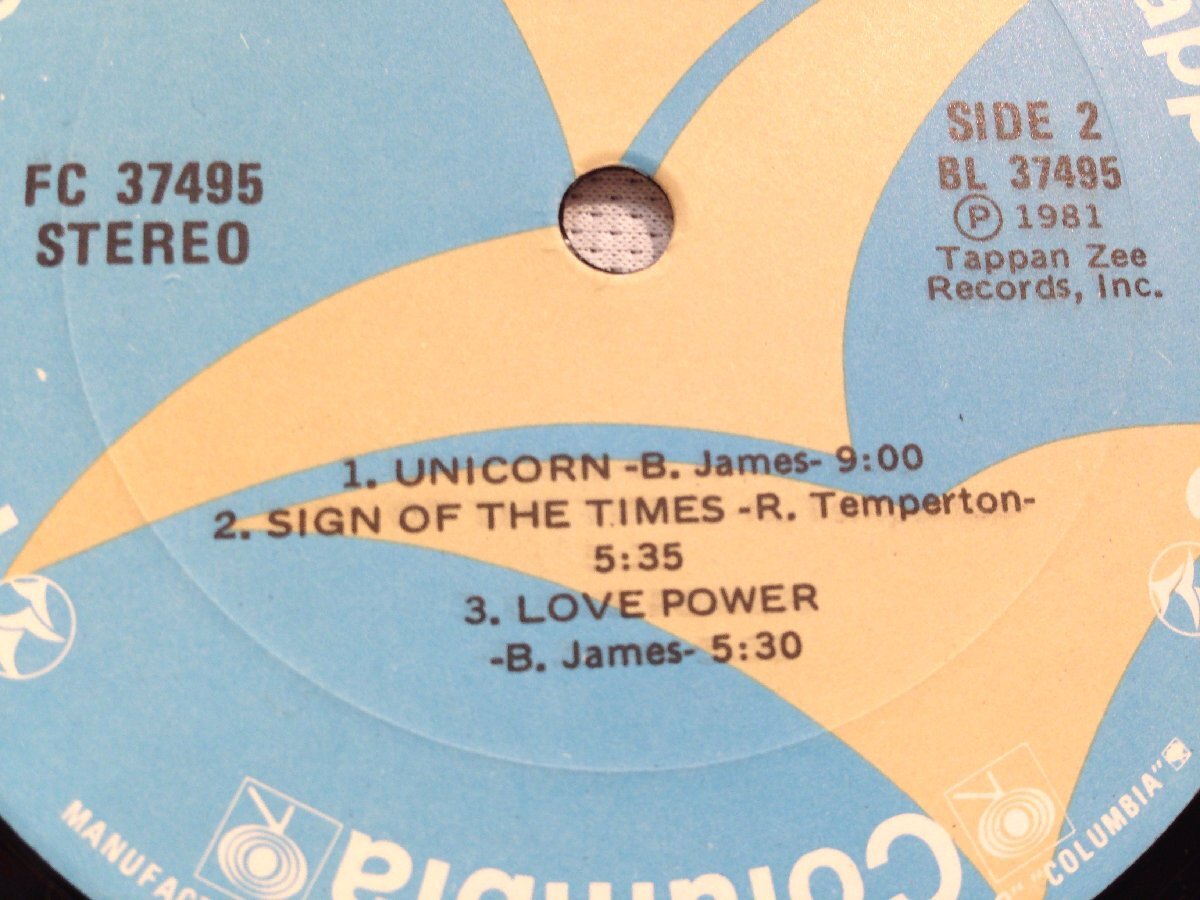 FC 37495
STEREO
SIDE 2
BL 37495
Ⓟ 1981
Tappan Zee
Records, Inc.
1. UNICORN -B. James- 9:00
2. SIGN OF THE TIMES -R. Temperton-
5:35
3. LOVE POWER
-B. James- 5:30
Columbia
"COLUMBIA"